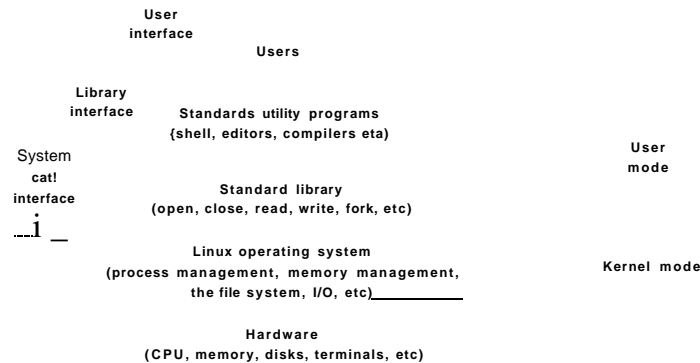 User
interface
Users
Library
interface
Standards utility programs
{shell, editors, compilers eta)
System
cat!
interface
i _
User
mode
Standard library
(open, close, read, write, fork, etc)
Linux operating system
(process management, memory management,
the file system, I/O, etc)
Kernel mode
Hardware
(CPU, memory, disks, terminals, etc)